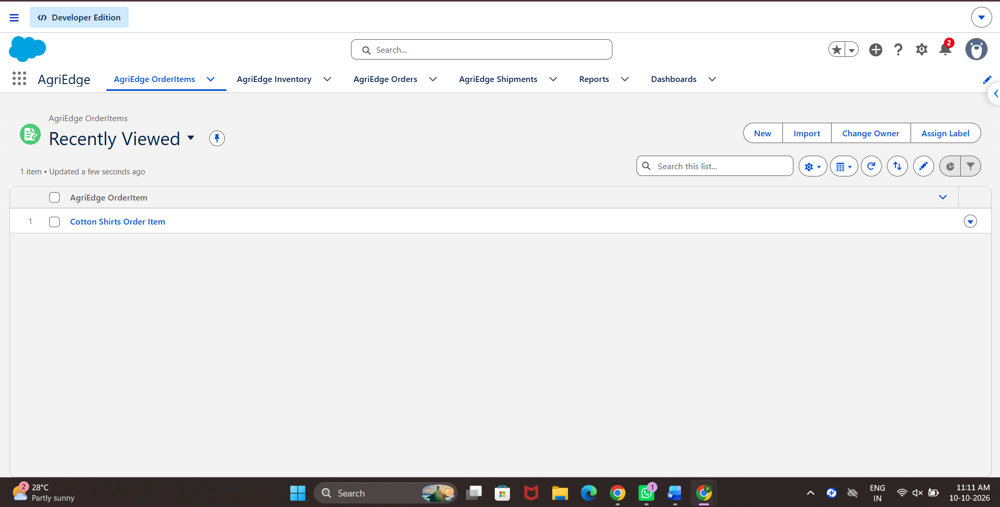 </> Developer Edition
Search...
2
AgriEdge
AgriEdge OrderItems
AgriEdge Inventory
AgriEdge Orders
AgriEdge Shipments
Reports
Dashboards
AgriEdge OrderItems
Recently Viewed
New
Import
Change Owner
Assign Label
1 item • Updated a few seconds ago
Search this list...
AgriEdge OrderItem
1
Cotton Shirts Order Item
2
28°C
Partly sunny
Search
1
W
P
ENG
IN
11:11 AM
10-10-2026